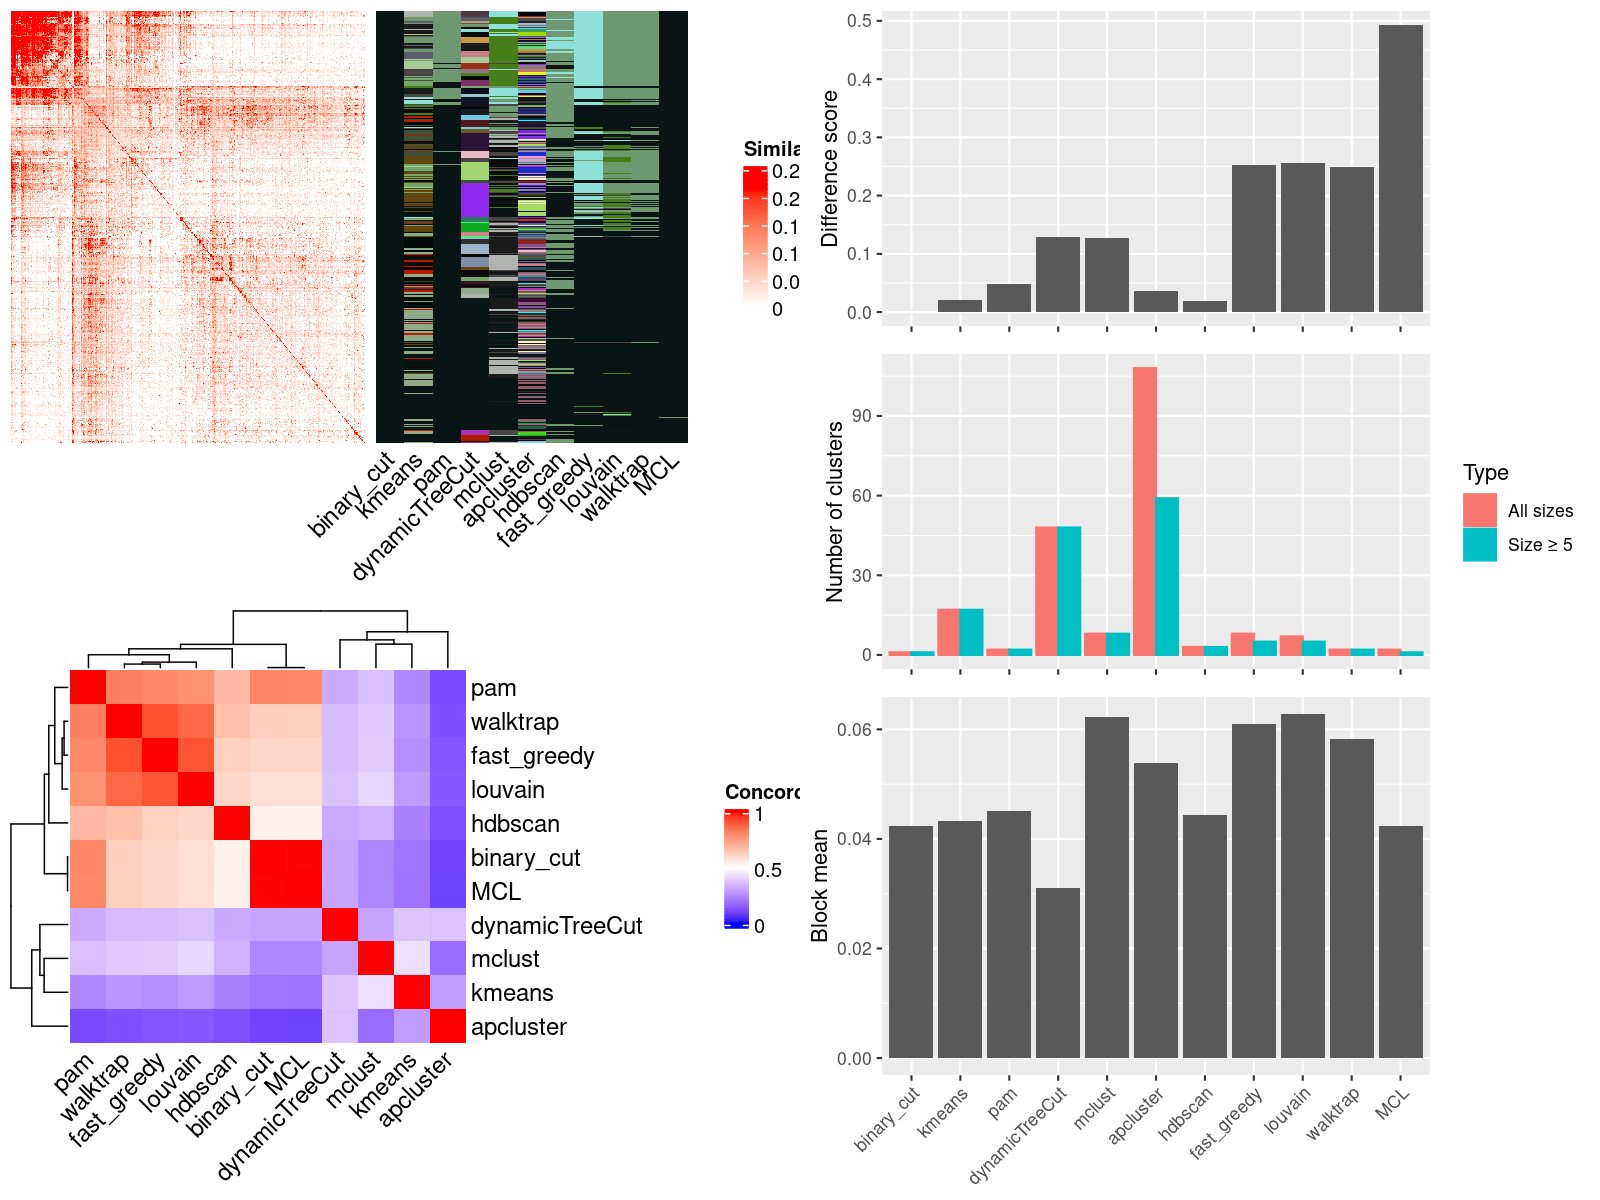 Simila
0.2
0.2
0.1
0.1
0.0
0
binary_cut
kmeans
pam
dynamicTreeCut
mclust
apcluster
hdbscan
fast_greedy
louvain
walktrap
MCL
pam
walktrap
fast_greedy
louvain
hdbscan
binary_cut
MCL
dynamicTreeCut
mclust
kmeans
apcluster
Concord
1
0.5
0
pam
walktrap
fast_greedy
louvain
hdbscan
binary_cut
MCL
dynamicTreeCut
mclust
kmeans
apcluster
Difference score
0.5
0.4
0.3
0.2
0.1
0.0
Number of clusters
90
60
30
0
Type
All sizes
Size ≥ 5
Block mean
0.06
0.04
0.02
0.00
binary_cut
kmeans
pam
dynamicTreeCut
mclust
apcluster
hdbscan
fast_greedy
louvain
walktrap
MCL